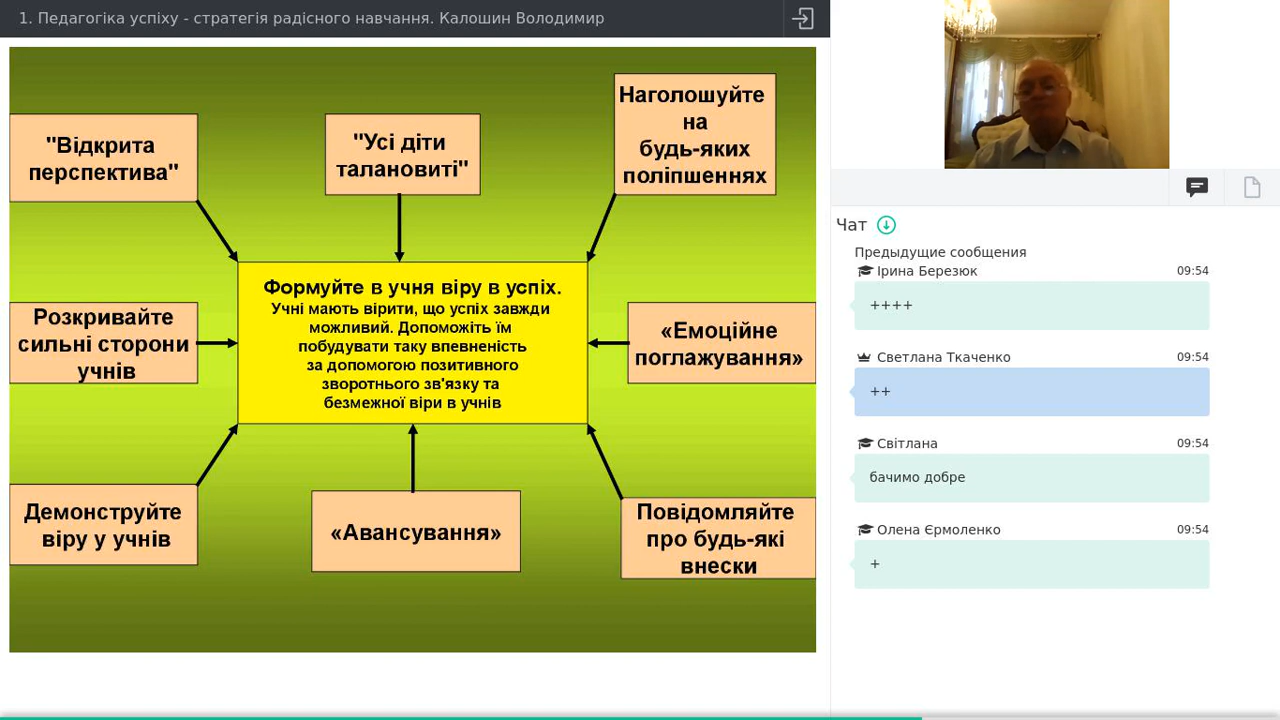 1. Педагогіка успіху - стратегія радісного навчання. Калошин Володимир
"Відкрита
перспектива"
"Усі діти
талановиті"
Наголошуйте
на
будь-яких
поліпшеннях
Розкривайте
сильні сторони
учнів
Формуйте в учня віру в успіх.
Учні мають вірити, що успіх завжди
можливий. Допоможіть їм
побудувати таку впевненість
за допомогою позитивного
зворотнього зв'язку та
безмежної віри в учнів
«Емоційне
поглажування»
Демонструйте
віру у учнів
«Авансування»
Повідомляйте
про будь-які
внески
Чат
Предыдущие сообщения
Ірина Березюк 09:54
++++
Светлана Ткаченко 09:54
++
Світлана 09:54
бачимо добре
Олена Єрмоленко 09:54
+